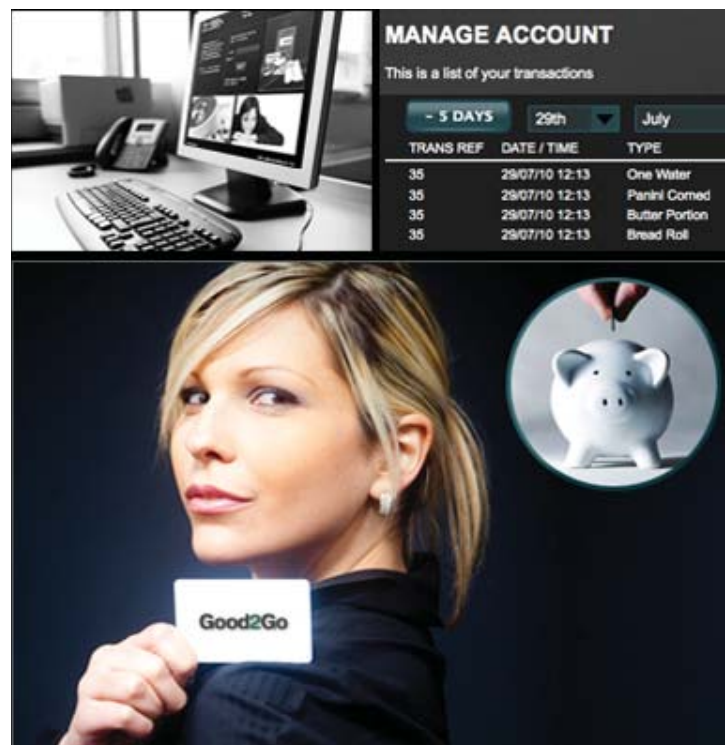 MANAGE ACCOUNT
This is a list of your transactions
- 5 DAYS 29th July
TRANS REF DATE / TIME TYPE
35 29/07/10 12:13 One Water
35 29/07/10 12:13 Panini Corned
35 29/07/10 12:13 Butter Portion
35 29/07/10 12:13 Bread Roll
Good2Go